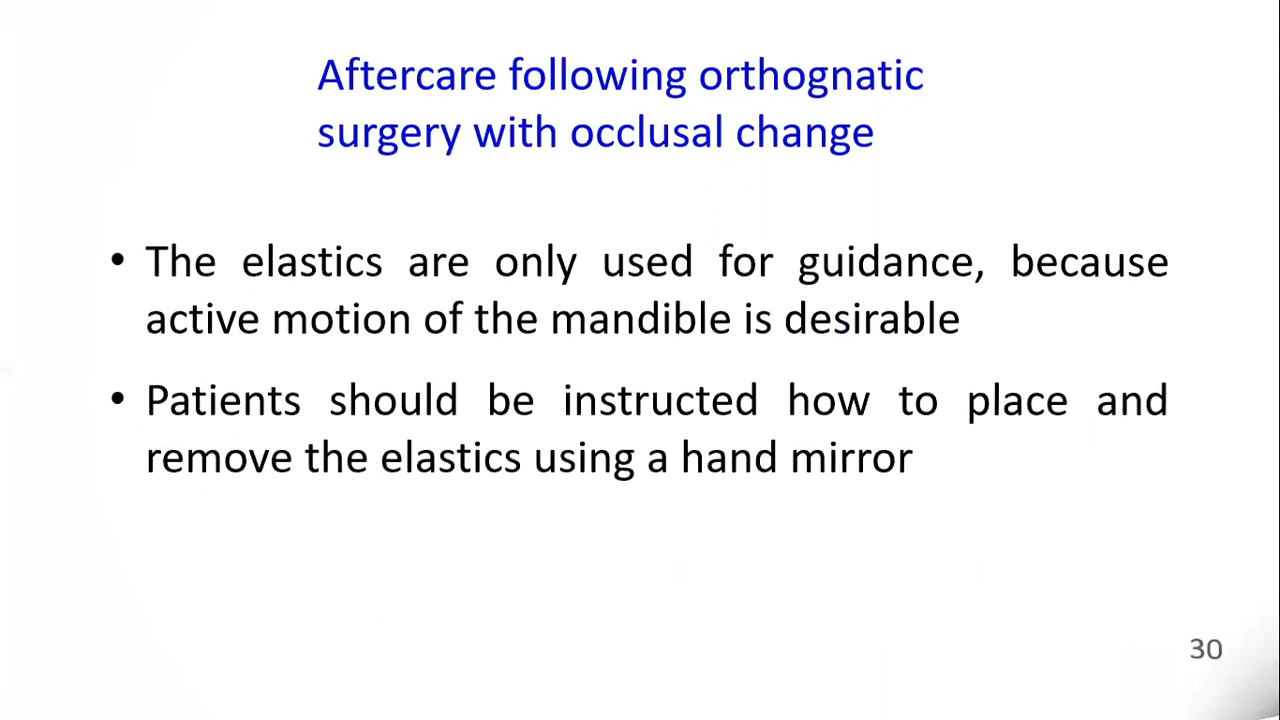 Aftercare following orthognatic
surgery with occlusal change
• The elastics are only used for guidance, because
active motion of the mandible is desirable
• Patients should be instructed how to place and
remove the elastics using a hand mirror
30